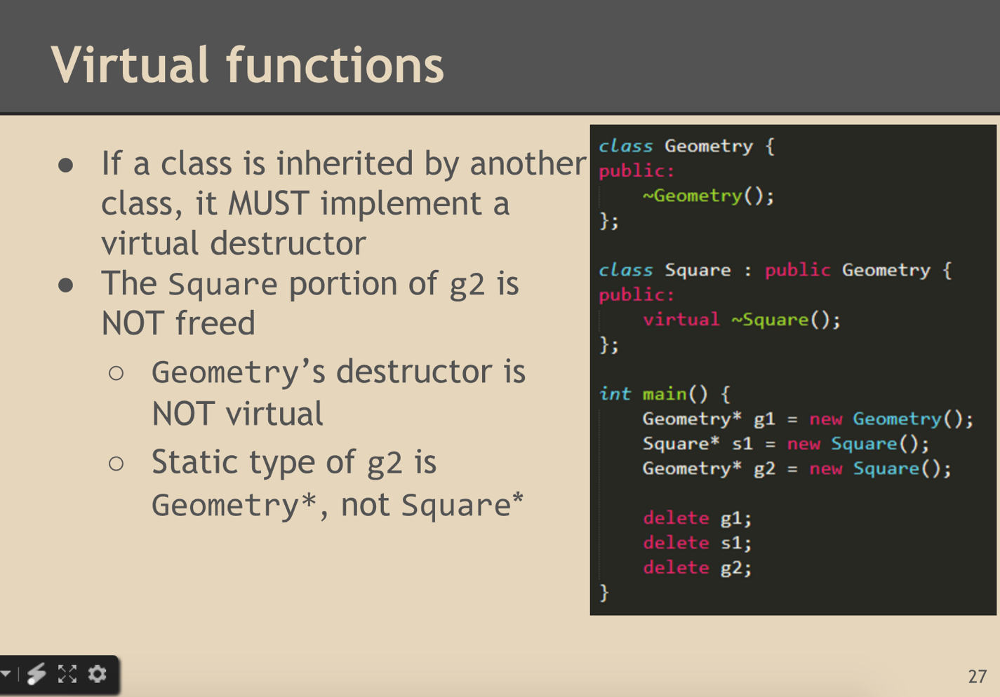 Virtual functions
● If a class is inherited by another
class, it MUST implement a
virtual destructor
● The Square portion of g2 is
NOT freed
○ Geometry’s destructor is
NOT virtual
○ Static type of g2 is
Geometry*, not Square*
class Geometry {
public:
    ~Geometry();
};

class Square : public Geometry {
public:
    virtual ~Square();
};

int main() {
    Geometry* g1 = new Geometry();
    Square* s1 = new Square();
    Geometry* g2 = new Square();

    delete g1;
    delete s1;
    delete g2;
}
27